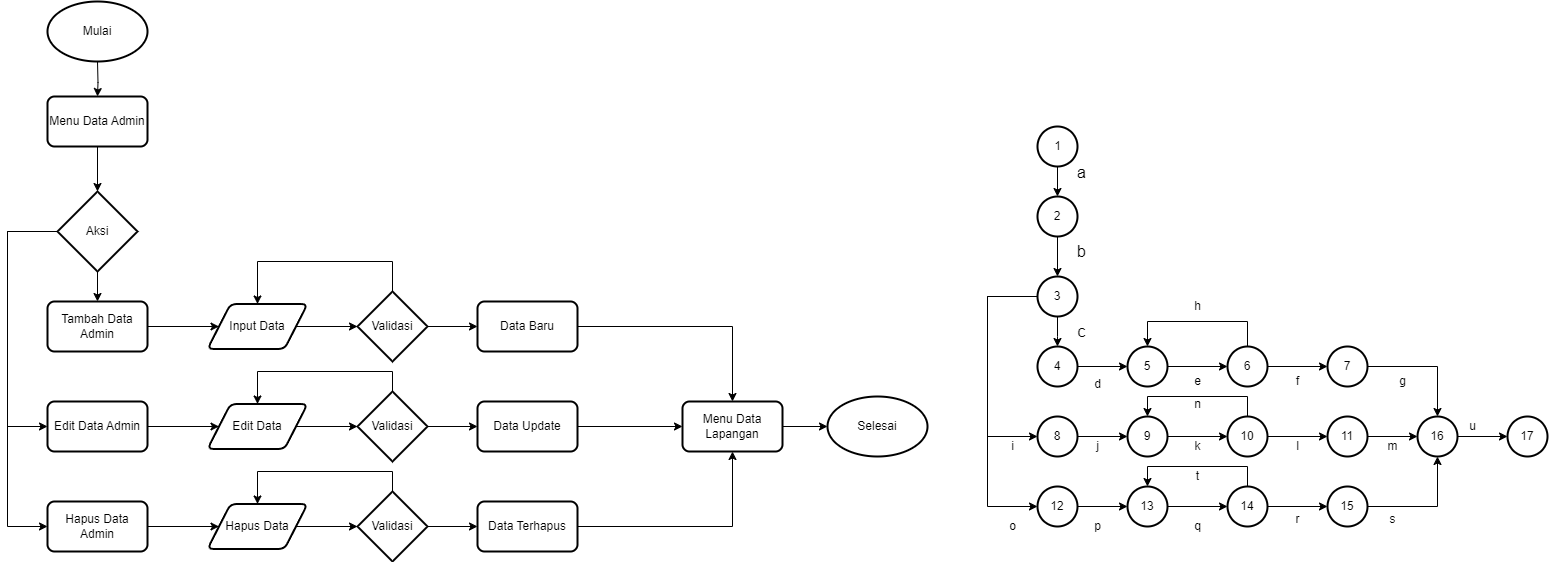 Mulai
Menu Data Admin
Aksi
Tambah Data
Admin
Input Data
Validasi
Data Baru
Edit Data Admin
Edit Data
Validasi
Data Update
Menu Data
Lapangan
Selesai
Hapus Data
Admin
Hapus Data
Validasi
Data Terhapus
1
a
2
b
3
c
h
4
d
5
e
6
f
7
g
n
i
8
j
9
k
10
l
11
m
16
u
17
t
o
12
p
13
q
14
r
15
s